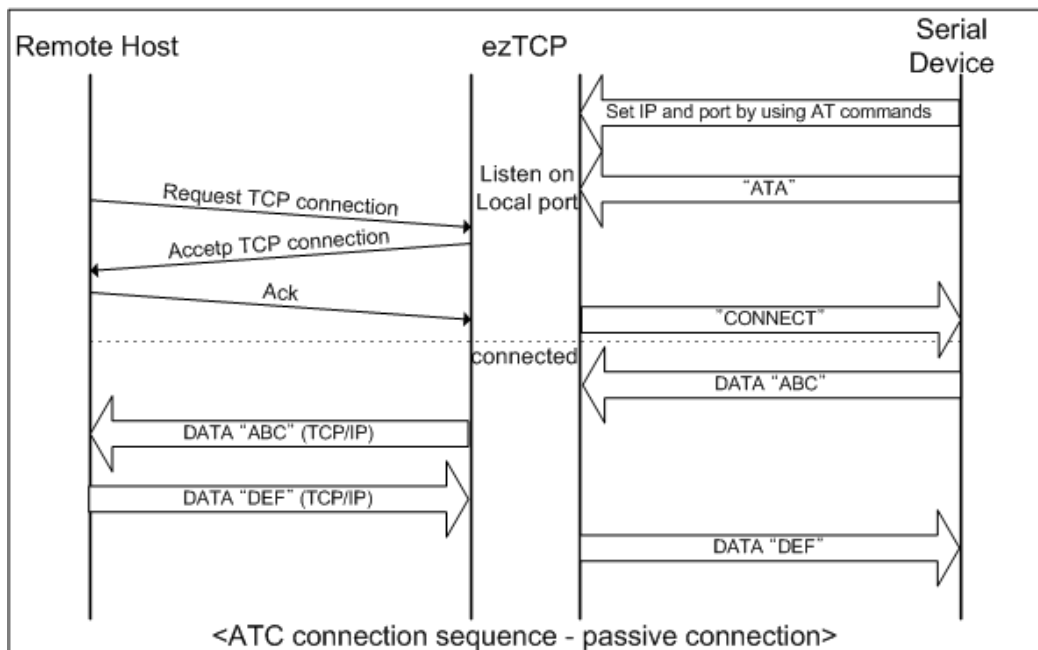 Remote Host
ezTCP
Serial
Device
Set IP and port by using AT commands
Listen on
Local port
"ATA"
Request TCP connection
Accetp TCP connection
Ack
"CONNECT"
connected
DATA "ABC"
DATA "ABC" (TCP/IP)
DATA "DEF" (TCP/IP)
DATA "DEF"
<ATC connection sequence - passive connection>